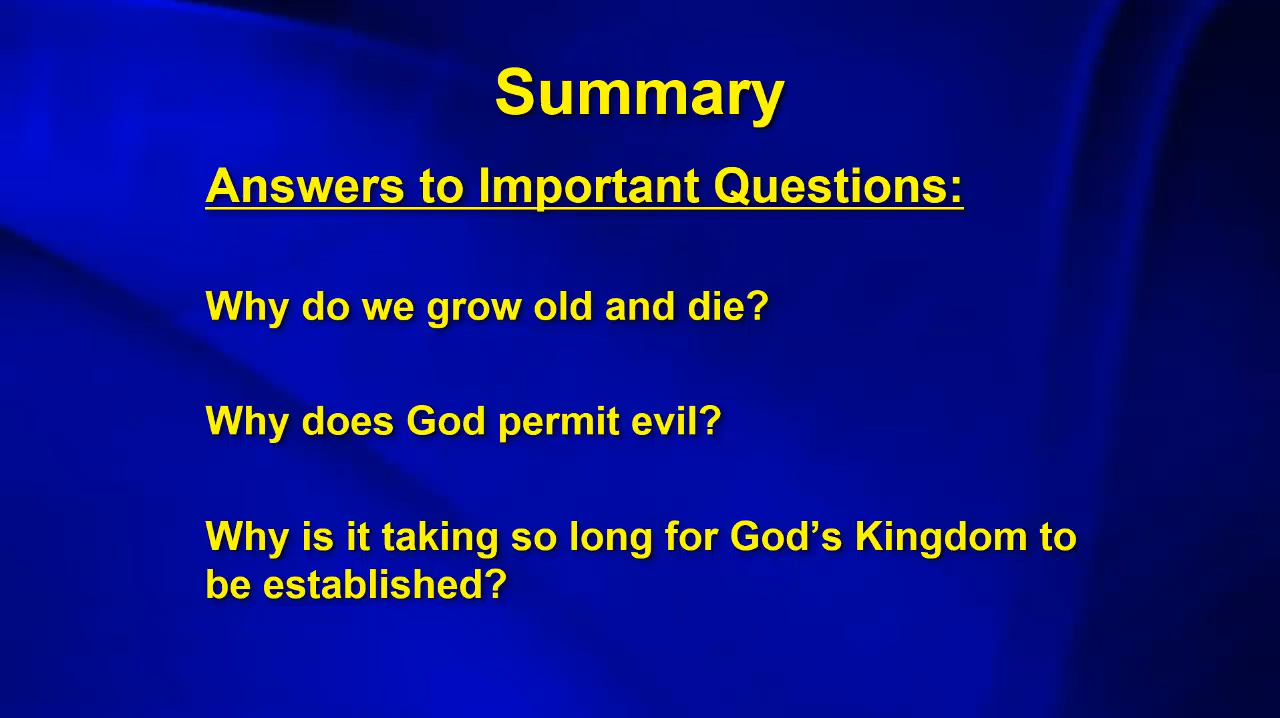 Summary
Answers to Important Questions:
Why do we grow old and die?
Why does God permit evil?
Why is it taking so long for God’s Kingdom to
be established?